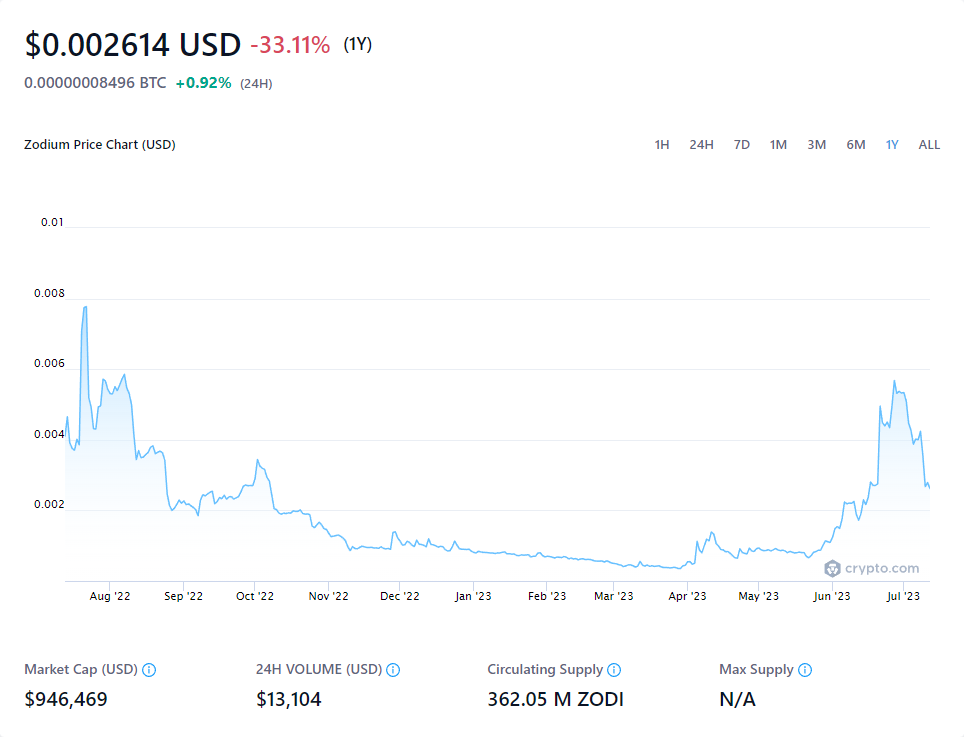 $0.002614 USD -33.11% (1Y)
0.00000008496 BTC +0.92% (24H)
Zodium Price Chart (USD) 1H 24H 7D 1M 3M 6M 1Y ALL
0.01
0.008
0.006
0.004
0.002
crypto.com
Aug '22 Sep '22 Oct '22 Nov '22 Dec '22 Jan '23 Feb '23 Mar '23 Apr '23 May '23 Jun '23 Jul '23
Market Cap (USD) 24H VOLUME (USD) Circulating Supply Max Supply
$946,469 $13,104 362.05 M ZODI N/A